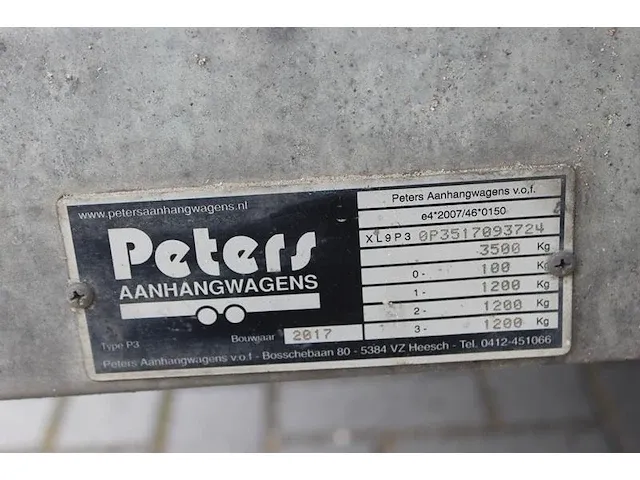 www.petersaanhangwagens.nl
Peters
AANHANGWAGENS
Type P3
Bouwjaar 2017
Peters Aanhangwagens v.o.f.
e4*2007/46*0150
XL9P3 0P3517093724
3500 Kg
0- 100 Kg
1- 1200 Kg
2- 1200 Kg
3- 1200 Kg
Peters Aanhangwagens v.o.f - Bosschebaan 80 - 5384 VZ Heesch - Tel. 0412-451066